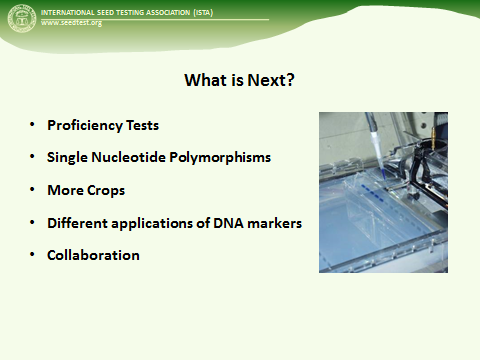 INTERNATIONAL SEED TESTING ASSOCIATION (ISTA)
www.seedtest.org
What is Next?
• Proficiency Tests
• Single Nucleotide Polymorphisms
• More Crops
• Different applications of DNA markers
• Collaboration